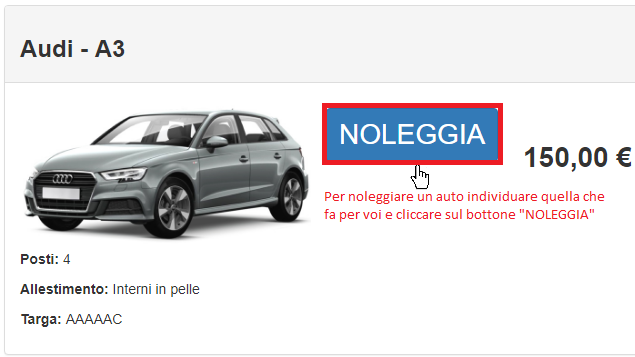 Audi - A3
NOLEGGIA
150,00 €
Per noleggiare un auto individuare quella che
fa per voi e cliccare sul bottone "NOLEGGIA"
Posti: 4
Allestimento: Interni in pelle
Targa: AAAAAC